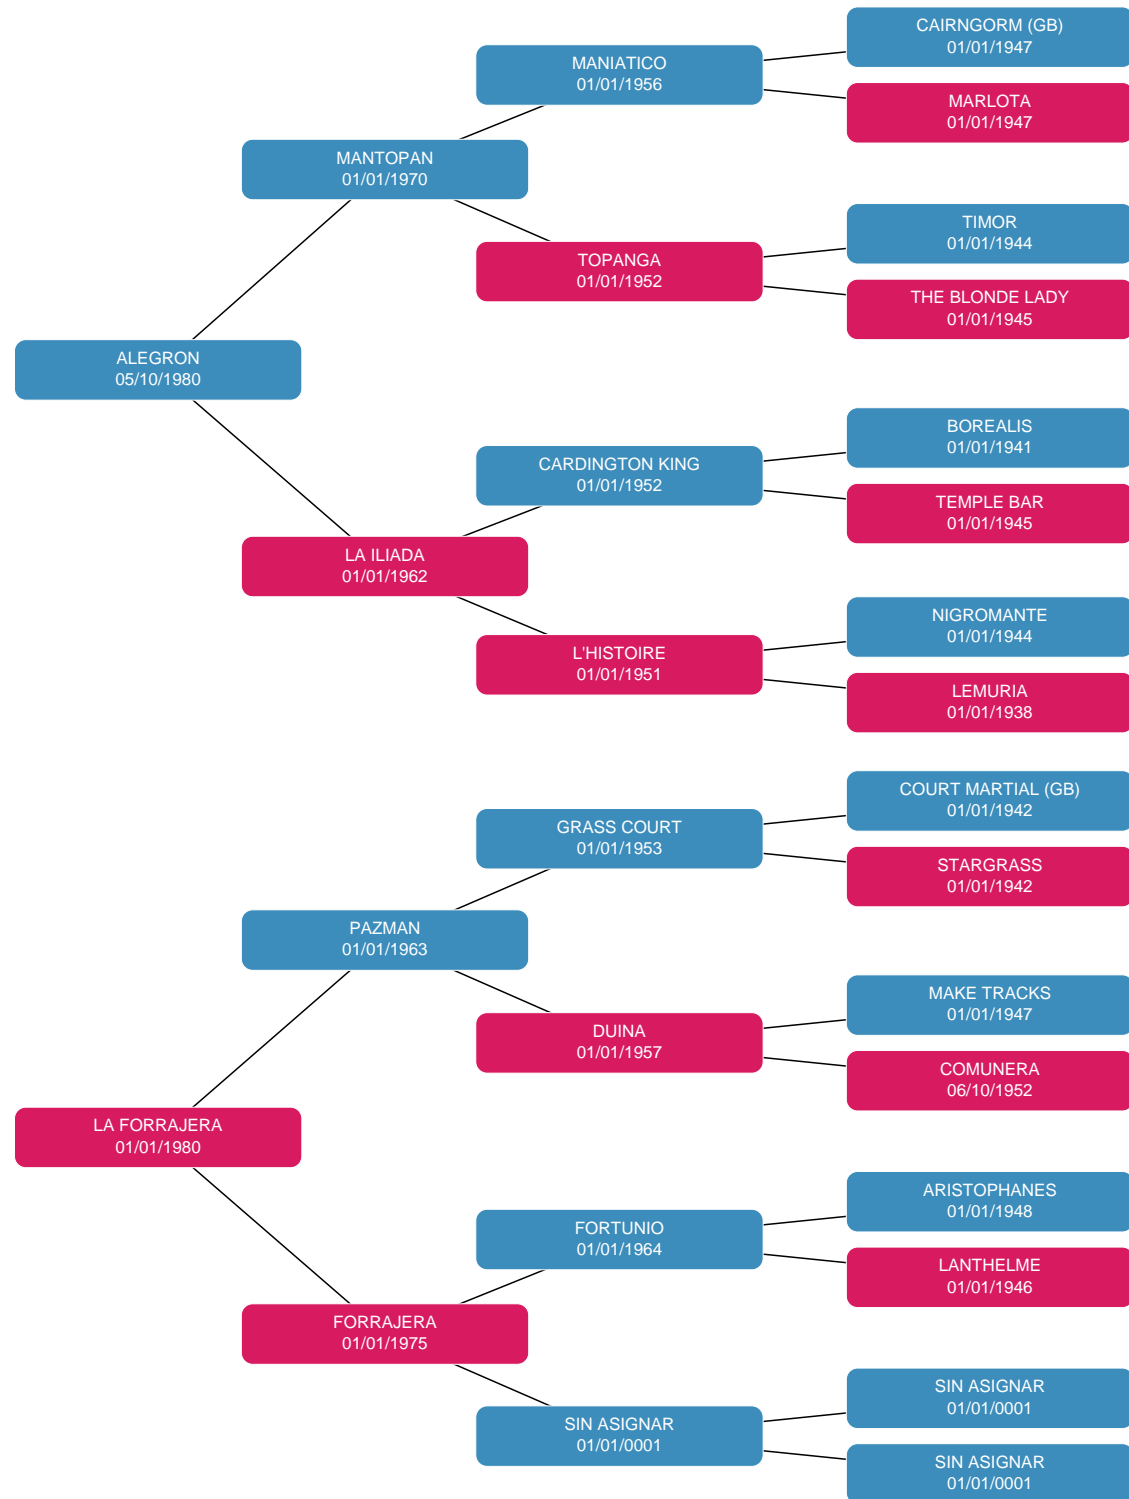 CAIRNGORM (GB)
01/01/1947
MANIATICO
01/01/1956
MARLOTA
01/01/1947
MANTOPAN
01/01/1970
TIMOR
01/01/1944
TOPANGA
01/01/1952
THE BLONDE LADY
01/01/1945
ALEGRON
05/10/1980
BOREALIS
01/01/1941
CARDINGTON KING
01/01/1952
TEMPLE BAR
01/01/1945
LA ILIADA
01/01/1962
NIGROMANTE
01/01/1944
L'HISTOIRE
01/01/1951
LEMURIA
01/01/1938
COURT MARTIAL (GB)
01/01/1942
GRASS COURT
01/01/1953
STARGRASS
01/01/1942
PAZMAN
01/01/1963
MAKE TRACKS
01/01/1947
DUINA
01/01/1957
COMUNERA
06/10/1952
LA FORRAJERA
01/01/1980
ARISTOPHANES
01/01/1948
FORTUNIO
01/01/1964
LANTHELME
01/01/1946
FORRAJERA
01/01/1975
SIN ASIGNAR
01/01/0001
SIN ASIGNAR
01/01/0001
SIN ASIGNAR
01/01/0001